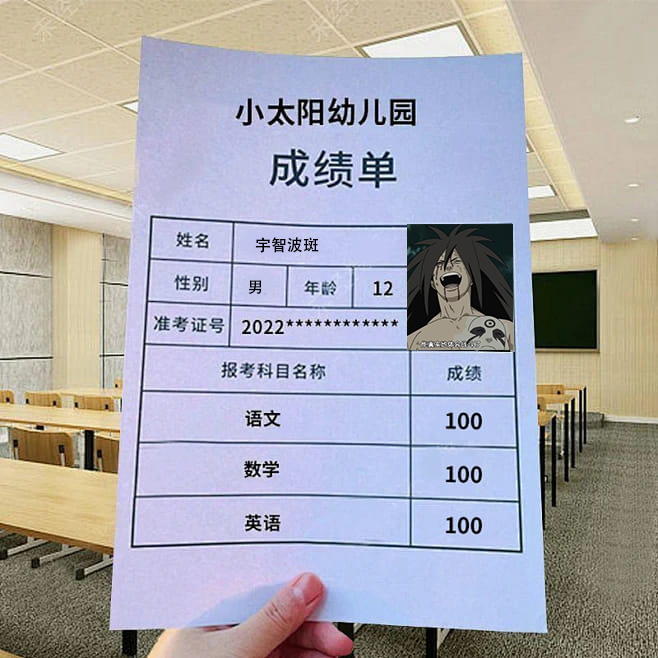 小太阳幼儿园
成绩单
姓名 宇智波斑
性别 男 年龄 12
准考证号 2022************
报考科目名称 成绩
语文 100
数学 100
英语 100